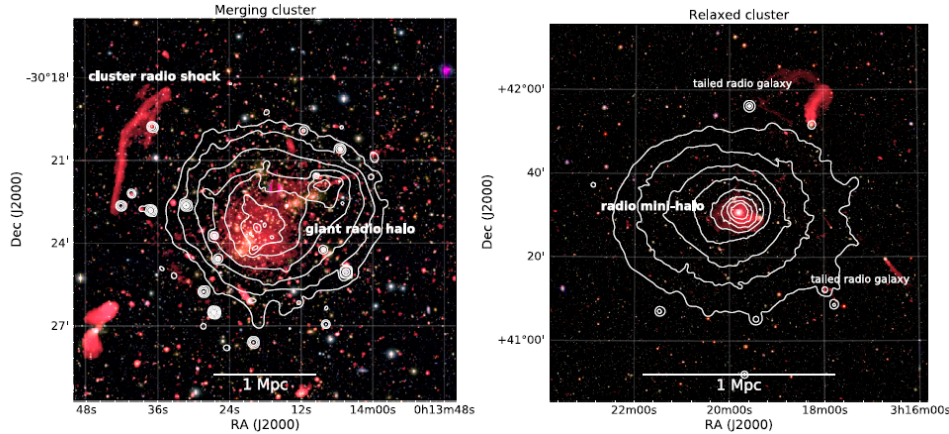 Merging cluster
cluster radio shock
giant radio halo
1 Mpc
-30°18'
21'
24'
27'
Dec (J2000)
48s 36s 24s 12s 14m00s 0h13m48s
RA (J2000)
Relaxed cluster
tailed radio galaxy
radio mini-halo
tailed radio galaxy
1 Mpc
+42°00'
40'
20'
+41°00'
Dec (J2000)
22m00s 20m00s 18m00s 3h16m00s
RA (J2000)